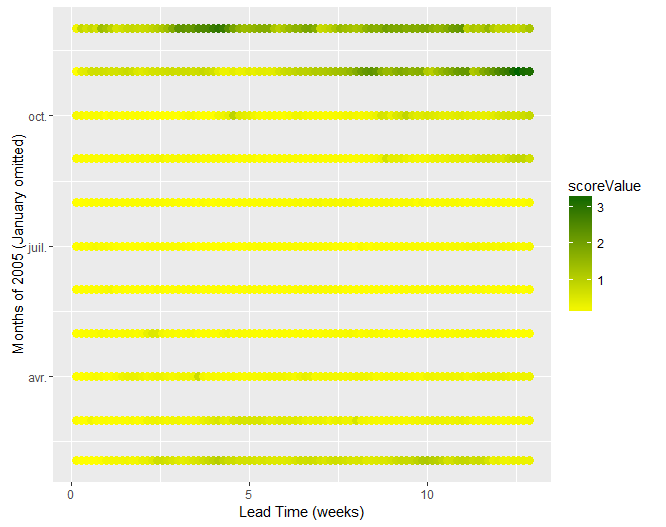 oct.
juil.
avr.
Months of 2005 (January omitted)
0
5
10
Lead Time (weeks)
scoreValue
3
2
1